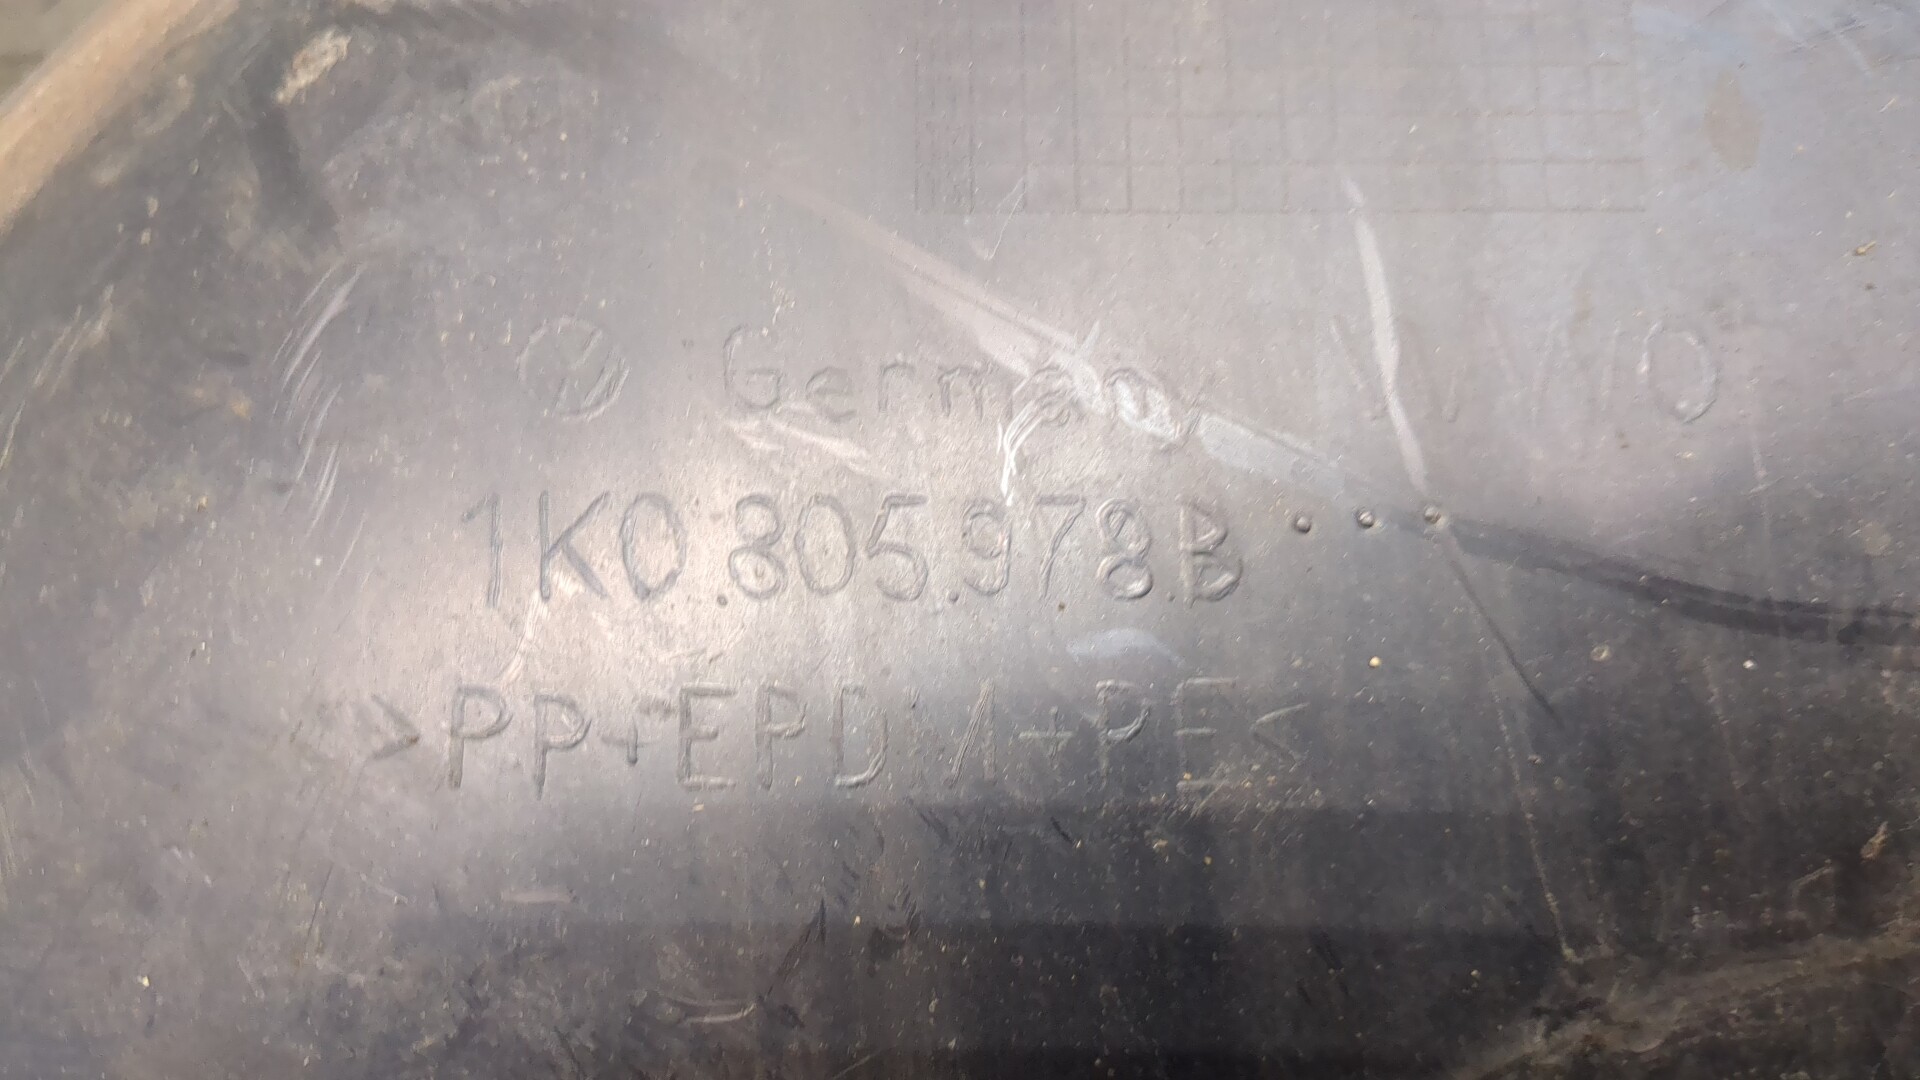 Germany
1K0.805.978.B
>PP+EPDM+PE<